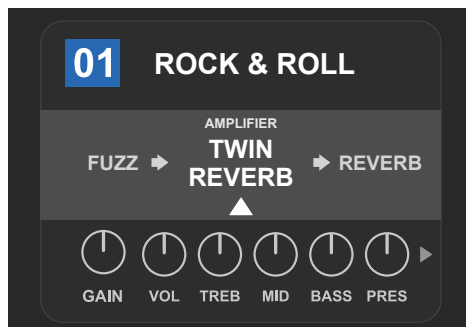 01 ROCK & ROLL
AMPLIFIER
FUZZ TWIN REVERB REVERB
GAIN VOL TREB MID BASS PRES